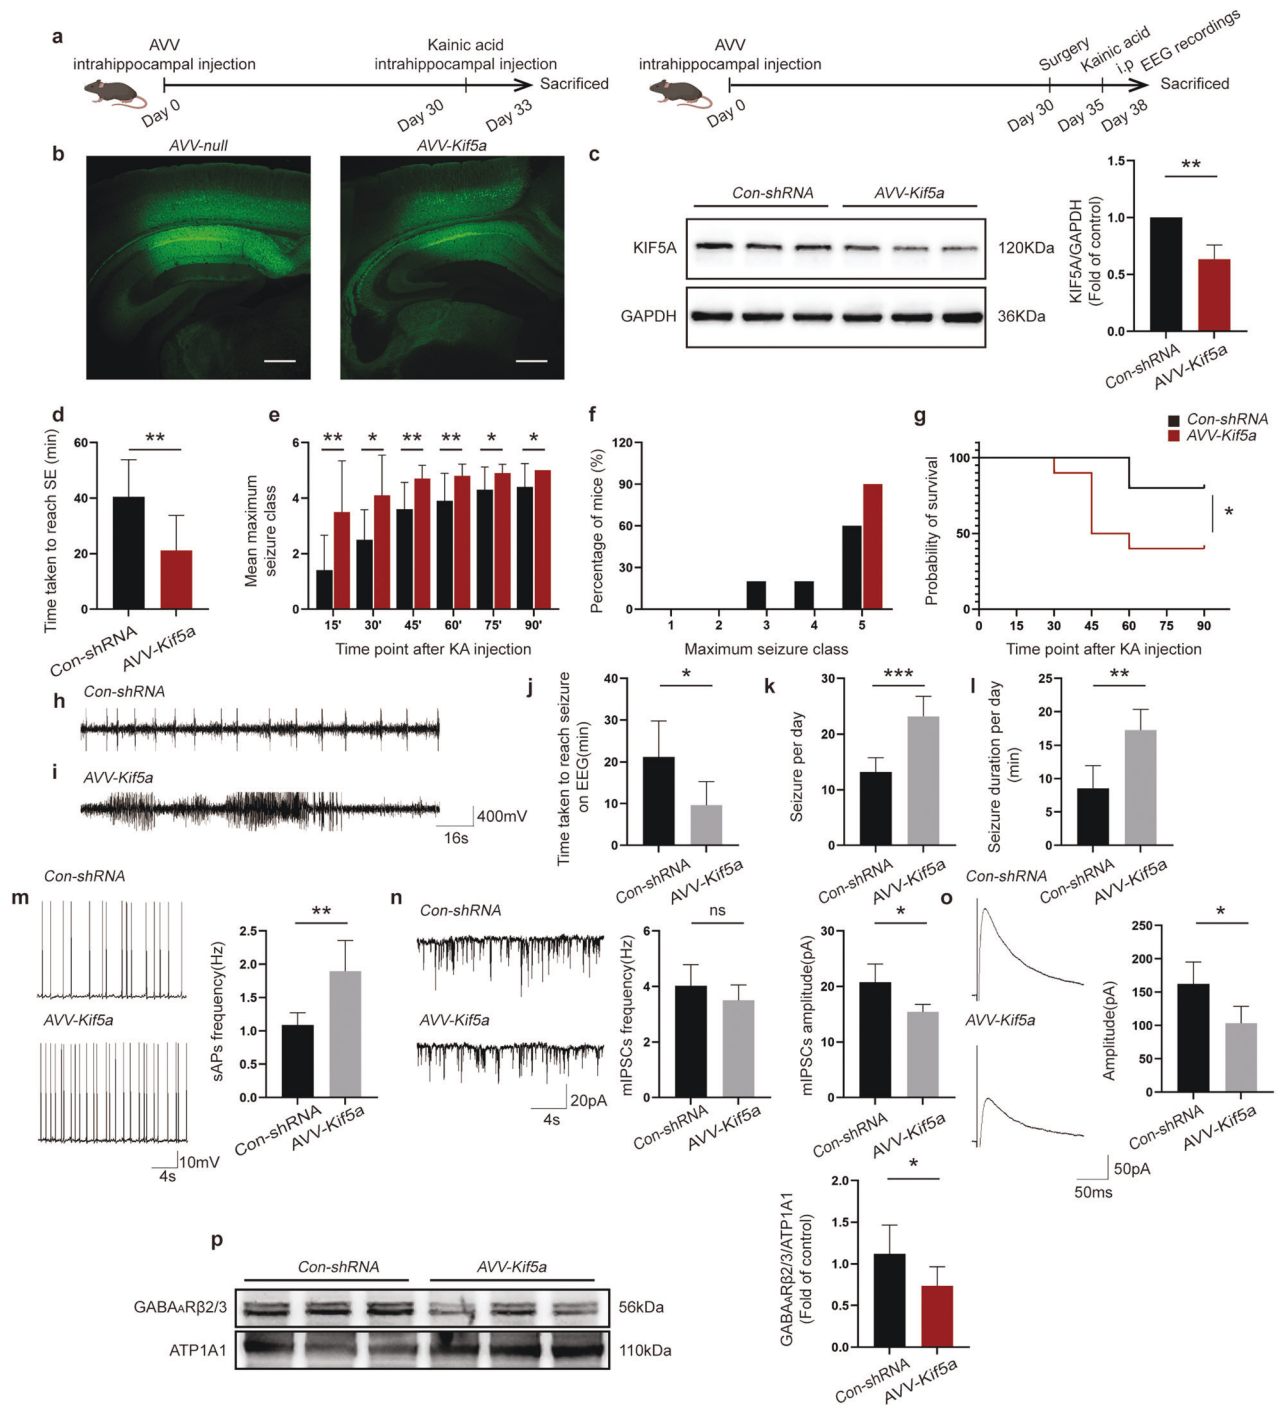 a
AVV
intrahippocampal injection
Kainic acid
intrahippocampal injection
Sacrificed
Day 0
Day 30
Day 33
AVV
intrahippocampal injection
Surgery
Kainic acid
i.p
EEG recordings
Sacrificed
Day 0
Day 30
Day 35
Day 38
b
AVV-null
AVV-Kif5a
c
Con-shRNA
AVV-Kif5a
KIF5A
120KDa
GAPDH
36KDa
KIF5A/GAPDH
(Fold of control)
1.5
1.0
0.5
0.0
**
Con-shRNA
AVV-Kif5a
d
Time taken to reach SE (min)
60
40
20
0
**
Con-shRNA
AVV-Kif5a
e
Mean maximum
seizure class
6
4
2
0
** * ** ** * *
15' 30' 45' 60' 75' 90'
Time point after KA injection
f
Percentage of mice (%)
120
90
60
30
0
1 2 3 4 5
Maximum seizure class
g
Con-shRNA
AVV-Kif5a
Probability of survival
100
50
0
*
0 15 30 45 60 75 90
Time point after KA injection
h
Con-shRNA
i
AVV-Kif5a
400mV
16s
j
Time taken to reach seizure
on EEG(min)
40
30
20
10
0
*
Con-shRNA
AVV-Kif5a
k
Seizure per day
30
20
10
0
***
Con-shRNA
AVV-Kif5a
l
Seizure duration per day
(min)
25
20
15
10
5
0
**
Con-shRNA
AVV-Kif5a
m
Con-shRNA
AVV-Kif5a
10mV
4s
sAPs frequency(Hz)
2.5
2.0
1.5
1.0
0.5
0.0
**
Con-shRNA
AVV-Kif5a
n
Con-shRNA
AVV-Kif5a
20pA
4s
mIPSCs frequency(Hz)
6
4
2
0
ns
Con-shRNA
AVV-Kif5a
mIPSCs amplitude(pA)
30
20
10
0
*
Con-shRNA
AVV-Kif5a
o
Con-shRNA
AVV-Kif5a
50pA
50ms
Amplitude(pA)
250
200
150
100
50
0
*
Con-shRNA
AVV-Kif5a
p
Con-shRNA
AVV-Kif5a
GABAARβ2/3
56kDa
ATP1A1
110kDa
GABAARβ2/3/ATP1A1
(Fold of control)
2.0
1.5
1.0
0.5
0.0
*
Con-shRNA
AVV-Kif5a